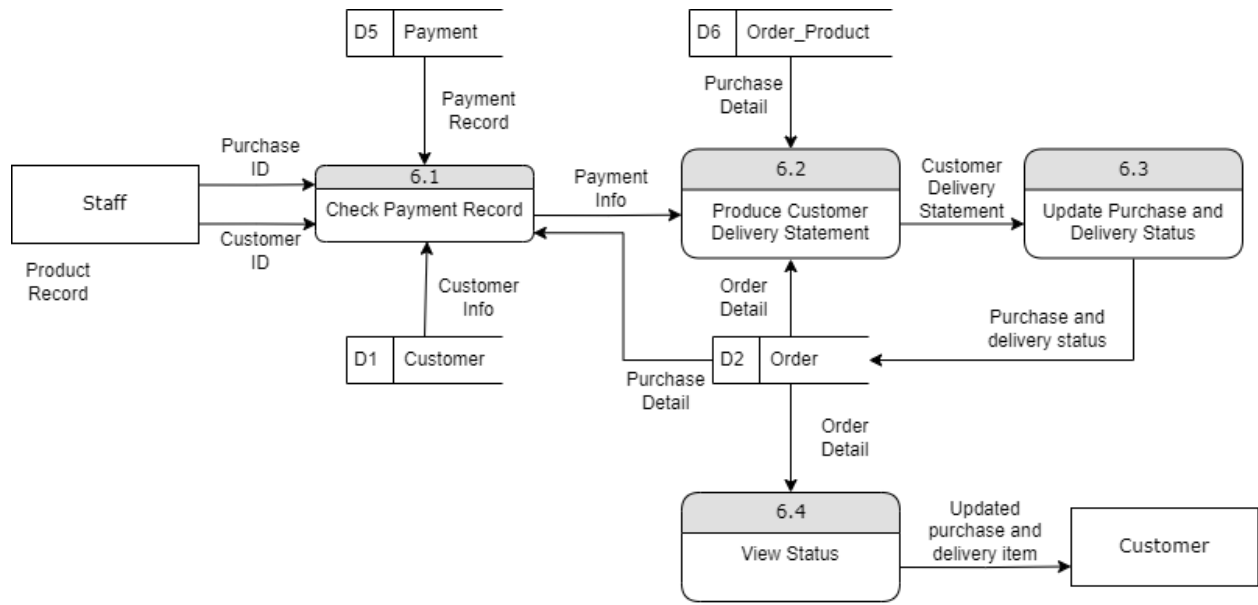 D5 Payment
D6 Order_Product
Payment
Record
Purchase
Detail
Purchase
ID
Staff
Customer
ID
Product
Record
6.1
Check Payment Record
Payment
Info
6.2
Produce Customer
Delivery Statement
Customer
Delivery
Statement
6.3
Update Purchase and
Delivery Status
Customer
Info
Order
Detail
Purchase and
delivery status
D1 Customer
Purchase
Detail
D2 Order
Order
Detail
6.4
View Status
Updated
purchase and
delivery item
Customer